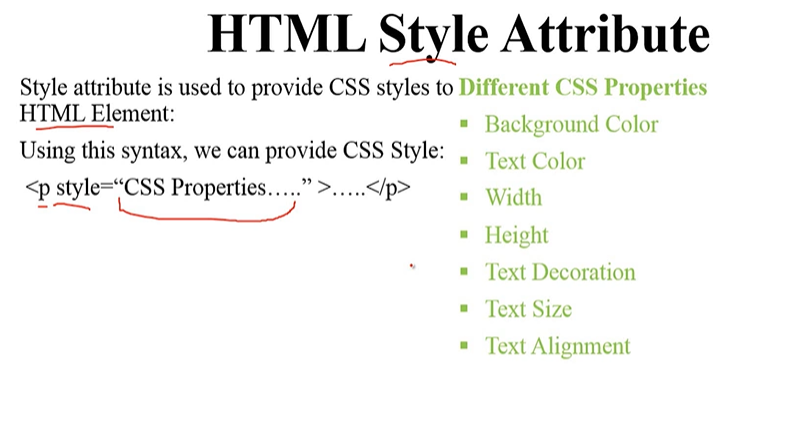 HTML Style Attribute
Style attribute is used to provide CSS styles to
HTML Element:
Using this syntax, we can provide CSS Style:
<p style=“CSS Properties…..” >…..</p>
Different CSS Properties
▪ Background Color
▪ Text Color
▪ Width
▪ Height
▪ Text Decoration
▪ Text Size
▪ Text Alignment